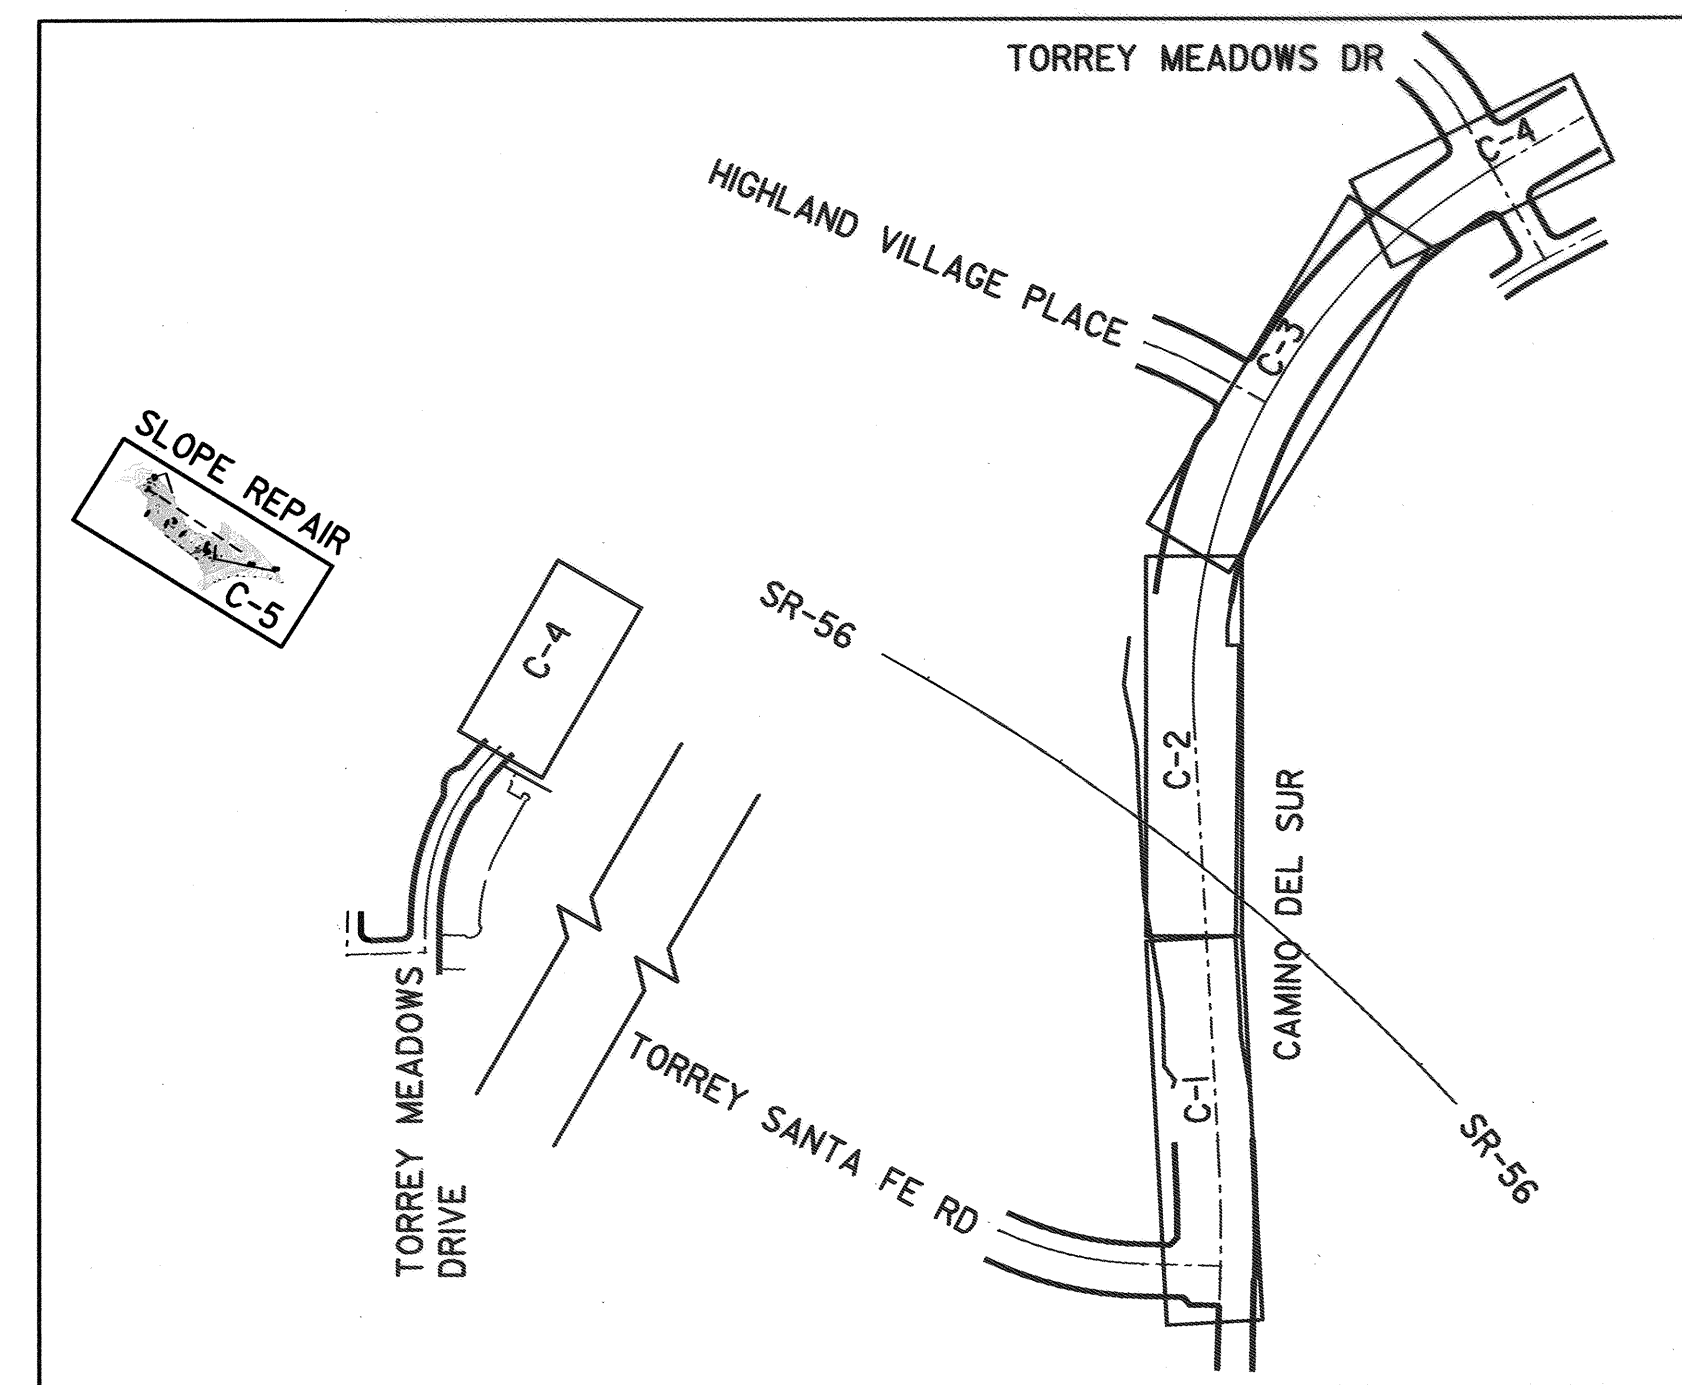 TORREY MEADOWS DR
C-4
HIGHLAND VILLAGE PLACE
C-3
SLOPE REPAIR
C-5
C-4
SR-56
C-2
CAMINO DEL SUR
C-1
TORREY MEADOWS
DRIVE
TORREY SANTA FE RD
SR-56